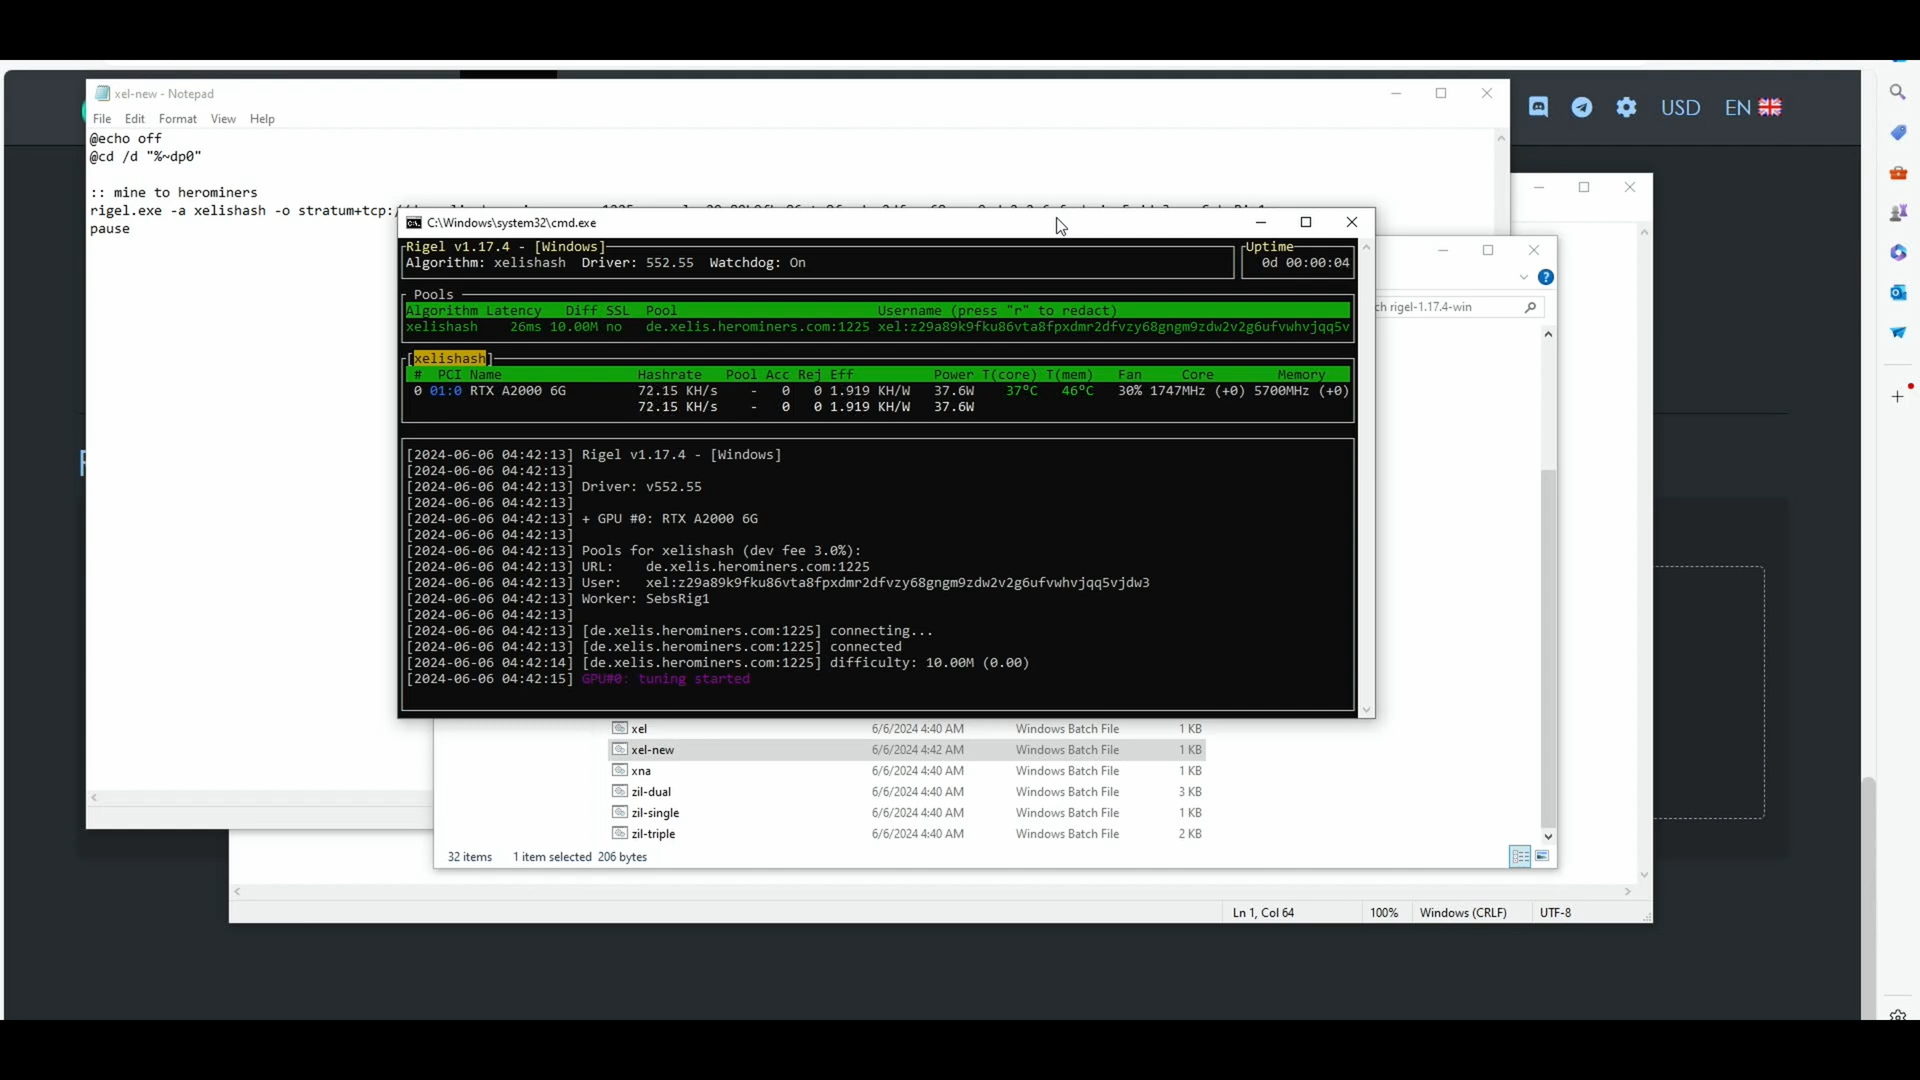 xel-new - Notepad
File Edit Format View Help
@echo off
@cd /d "%~dp0"
:: mine to herominers
rigel.exe -a xelishash -o stratum+tcp:/
pause
USD EN
C:\Windows\system32\cmd.exe
Rigel v1.17.4 - [Windows]
Uptime
Algorithm: xelishash Driver: 552.55 Watchdog: On
0d 00:00:04
Pools
Algorithm Latency Diff SSL Pool Username (press "r" to redact)
xelishash 26ms 10.00M no de.xelis.herominers.com:1225 xel:z29a89k9fku86vta8fpxdmr2dfvzy68gngm9zdw2v2g6ufvwhvjqq5v
[xelishash]
# PCI Name Hashrate Pool Acc Rej Eff Power T(core) T(mem) Fan Core Memory
0 01:0 RTX A2000 6G 72.15 KH/s - 0 0 1.919 KH/W 37.6W 37°C 46°C 30% 1747MHz (+0) 5700MHz (+0)
72.15 KH/s - 0 0 1.919 KH/W 37.6W
[2024-06-06 04:42:13] Rigel v1.17.4 - [Windows]
[2024-06-06 04:42:13]
[2024-06-06 04:42:13] Driver: v552.55
[2024-06-06 04:42:13]
[2024-06-06 04:42:13] + GPU #0: RTX A2000 6G
[2024-06-06 04:42:13]
[2024-06-06 04:42:13] Pools for xelishash (dev fee 3.0%):
[2024-06-06 04:42:13] URL: de.xelis.herominers.com:1225
[2024-06-06 04:42:13] User: xel:z29a89k9fku86vta8fpxdmr2dfvzy68gngm9zdw2v2g6ufvwhvjqq5vjdw3
[2024-06-06 04:42:13] Worker: SebsRig1
[2024-06-06 04:42:13]
[2024-06-06 04:42:13] [de.xelis.herominers.com:1225] connecting...
[2024-06-06 04:42:13] [de.xelis.herominers.com:1225] connected
[2024-06-06 04:42:14] [de.xelis.herominers.com:1225] difficulty: 10.00M (0.00)
[2024-06-06 04:42:15] GPU#0: tuning started
ch rigel-1.17.4-win
xel 6/6/2024 4:40 AM Windows Batch File 1 KB
xel-new 6/6/2024 4:42 AM Windows Batch File 1 KB
xna 6/6/2024 4:40 AM Windows Batch File 1 KB
zil-dual 6/6/2024 4:40 AM Windows Batch File 3 KB
zil-single 6/6/2024 4:40 AM Windows Batch File 1 KB
zil-triple 6/6/2024 4:40 AM Windows Batch File 2 KB
32 items 1 item selected 206 bytes
Ln 1, Col 64 100% Windows (CRLF) UTF-8